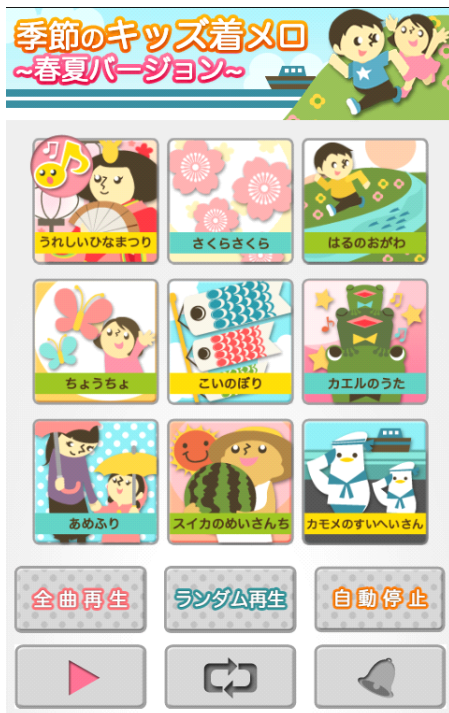 季節のキッズ着メロ
~春夏バージョン~
うれしいひなまつり
さくらさくら
はるのおがわ
ちょうちょ
こいのぼり
カエルのうた
あめふり
スイカのめいさんち
カモメのすいへいさん
全曲再生
ランダム再生
自動停止